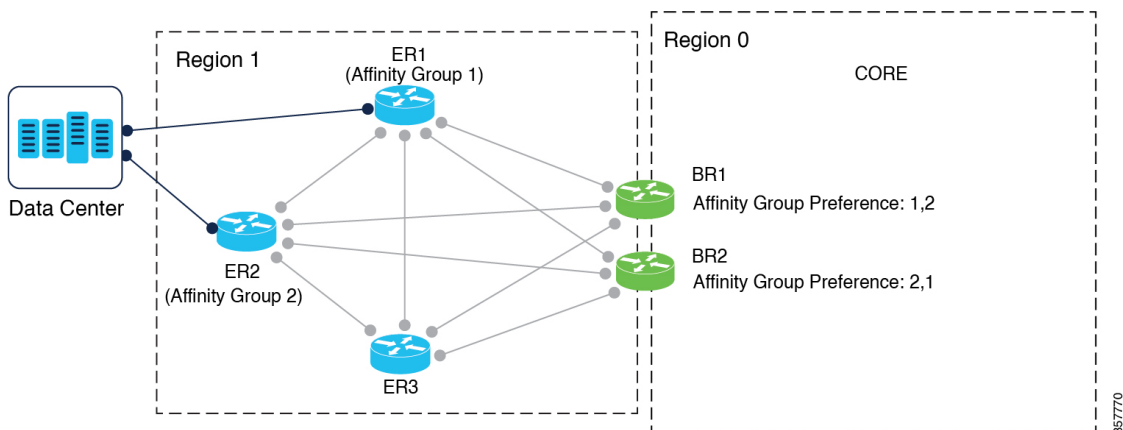 Region 1
Region 0
CORE
ER1
(Affinity Group 1)
Data Center
BR1
Affinity Group Preference: 1,2
ER2
(Affinity Group 2)
BR2
Affinity Group Preference: 2,1
ER3
357770